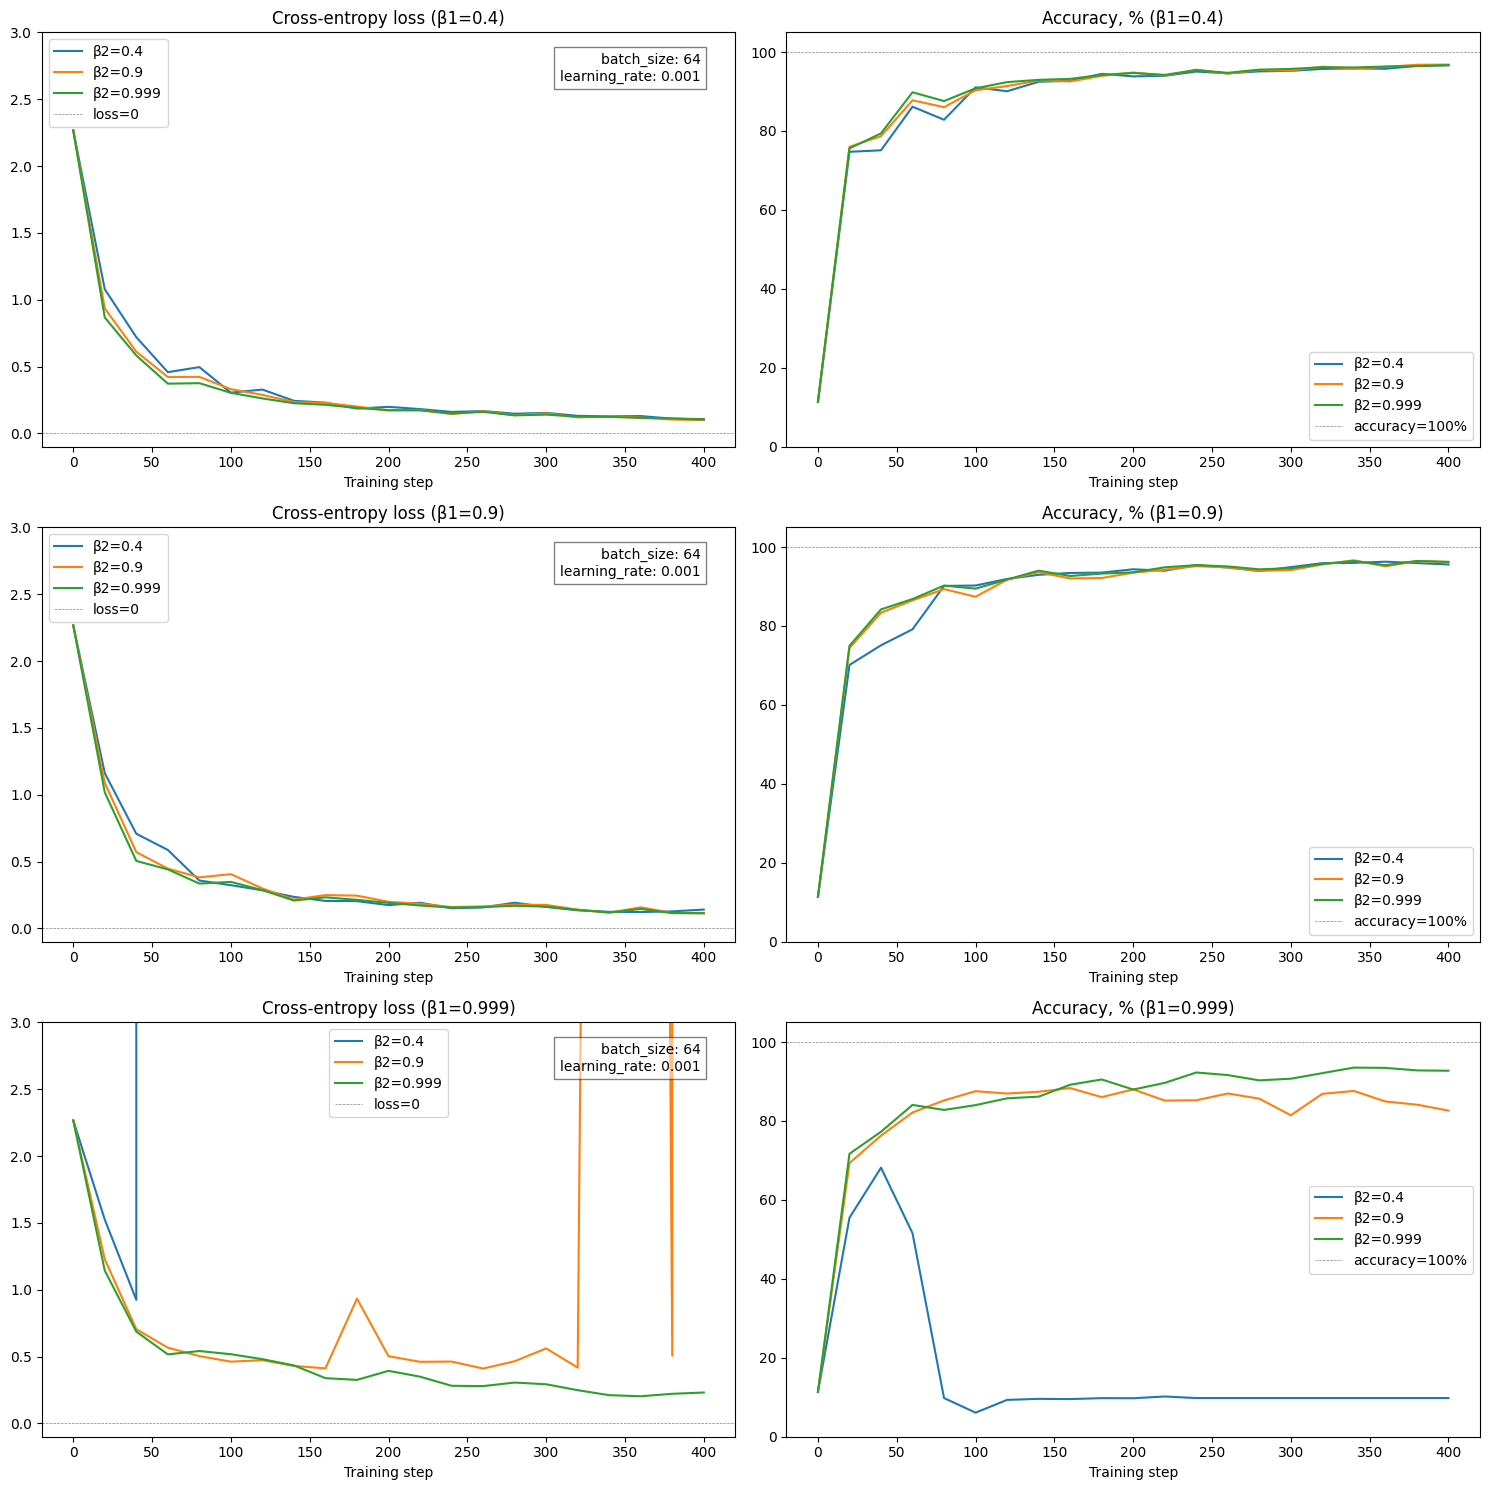 Cross-entropy loss (β1=0.4)
3.0
2.5
2.0
1.5
1.0
0.5
0.0
β2=0.4
β2=0.9
β2=0.999
loss=0
batch_size: 64
learning_rate: 0.001
0 50 100 150 200 250 300 350 400
Training step
Accuracy, % (β1=0.4)
100
80
60
40
20
0
β2=0.4
β2=0.9
β2=0.999
accuracy=100%
0 50 100 150 200 250 300 350 400
Training step
Cross-entropy loss (β1=0.9)
3.0
2.5
2.0
1.5
1.0
0.5
0.0
β2=0.4
β2=0.9
β2=0.999
loss=0
batch_size: 64
learning_rate: 0.001
0 50 100 150 200 250 300 350 400
Training step
Accuracy, % (β1=0.9)
100
80
60
40
20
0
β2=0.4
β2=0.9
β2=0.999
accuracy=100%
0 50 100 150 200 250 300 350 400
Training step
Cross-entropy loss (β1=0.999)
3.0
2.5
2.0
1.5
1.0
0.5
0.0
β2=0.4
β2=0.9
β2=0.999
loss=0
batch_size: 64
learning_rate: 0.001
0 50 100 150 200 250 300 350 400
Training step
Accuracy, % (β1=0.999)
100
80
60
40
20
0
β2=0.4
β2=0.9
β2=0.999
accuracy=100%
0 50 100 150 200 250 300 350 400
Training step